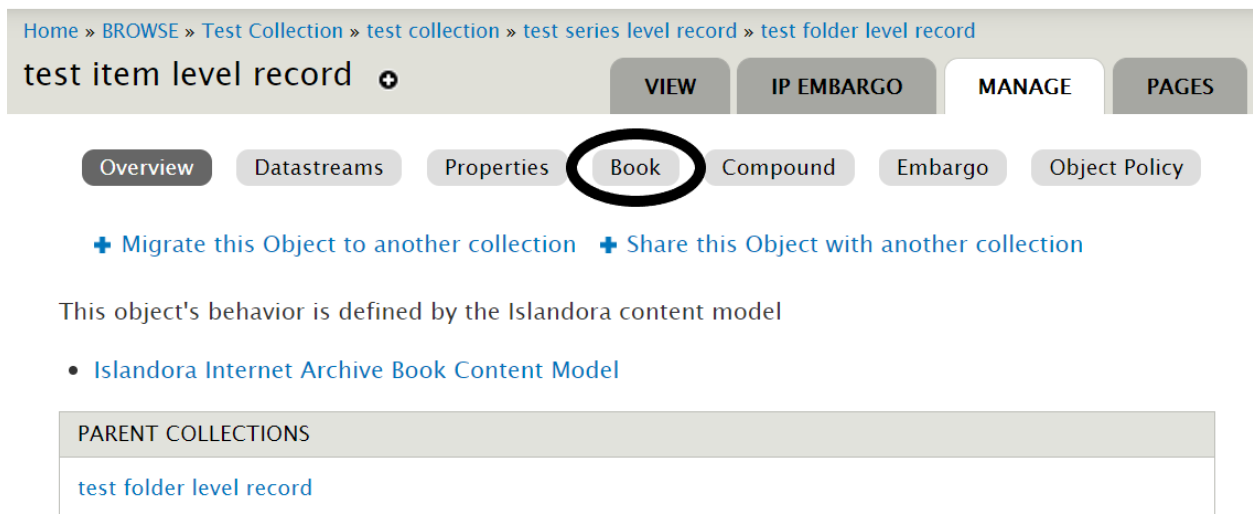 Home » BROWSE » Test Collection » test collection » test series level record » test folder level record
test item level record
VIEW IP EMBARGO MANAGE PAGES
Overview Datastreams Properties Book Compound Embargo Object Policy
Migrate this Object to another collection Share this Object with another collection
This object's behavior is defined by the Islandora content model
• Islandora Internet Archive Book Content Model
PARENT COLLECTIONS
test folder level record